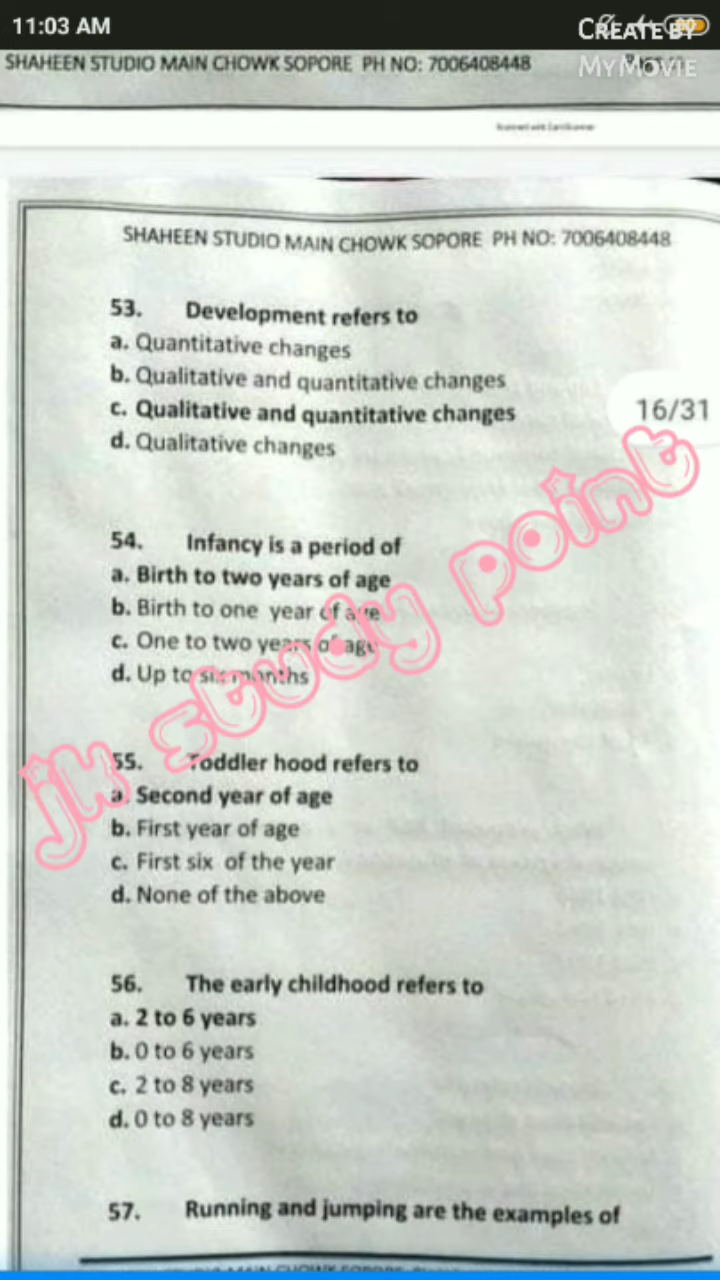 11:03 AM
CREATE BY
MYMOVIE
SHAHEEN STUDIO MAIN CHOWK SOPORE PH NO: 7006408448
SHAHEEN STUDIO MAIN CHOWK SOPORE PH NO: 7006408448
53. Development refers to
a. Quantitative changes
b. Qualitative and quantitative changes
c. Qualitative and quantitative changes
16/31
d. Qualitative changes
54. Infancy is a period of
a. Birth to two years of age
b. Birth to one year of age
c. One to two years of age
d. Up to six months
jk study point
55. Toddler hood refers to
a. Second year of age
b. First year of age
c. First six of the year
d. None of the above
56. The early childhood refers to
a. 2 to 6 years
b. 0 to 6 years
c. 2 to 8 years
d. 0 to 8 years
57. Running and jumping are the examples of